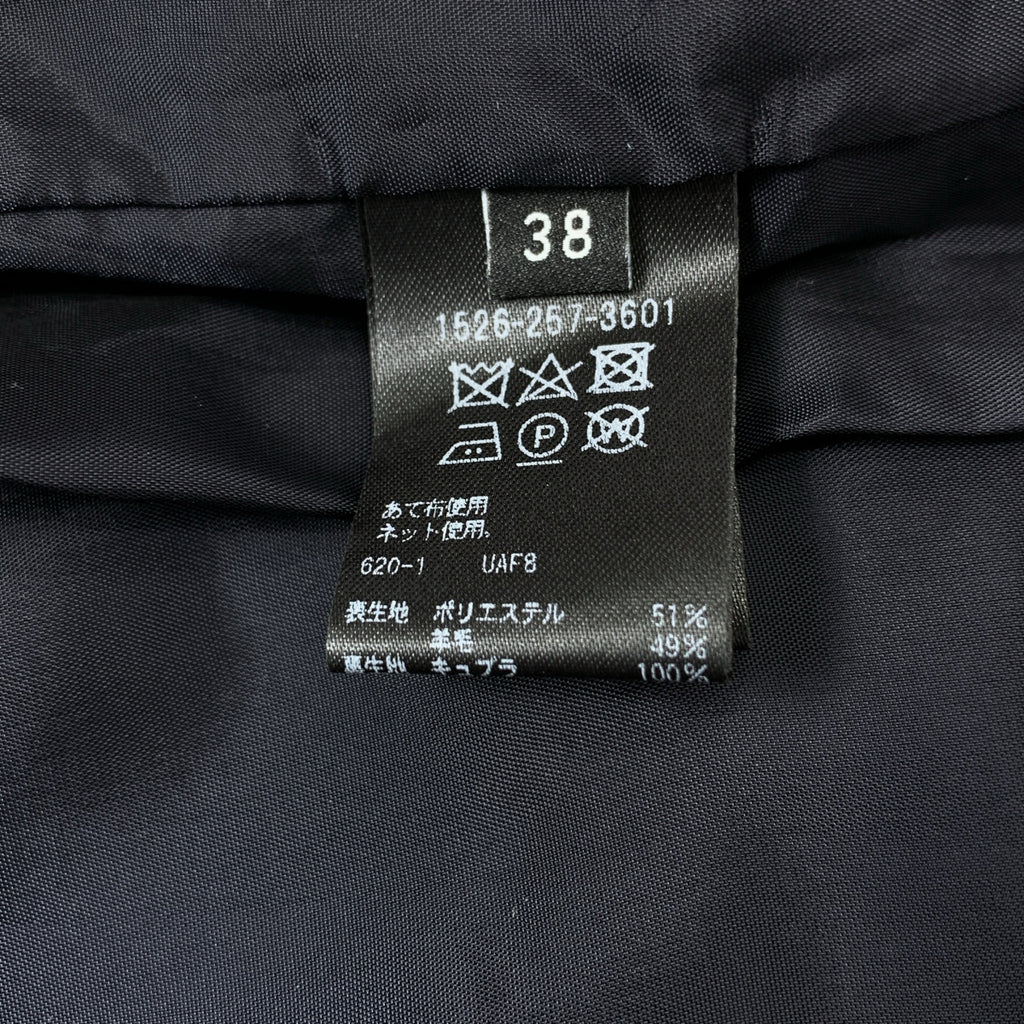 38
1526-257-3601
P
W
あて布使用
ネット使用。
620-1 UAF8
表生地 ポリエステル 51%
羊毛 49%
裏生地 キュプラ 100%